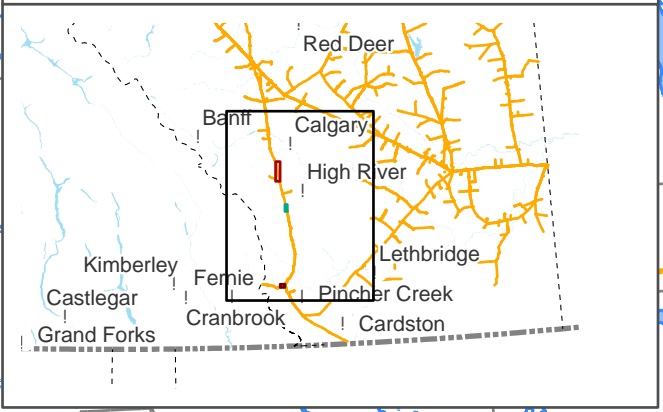 Red Deer
Banff
Calgary
High River
Lethbridge
Kimberley
Fernie
Castlegar
Pincher Creek
Cranbrook
Cardston
Grand Forks